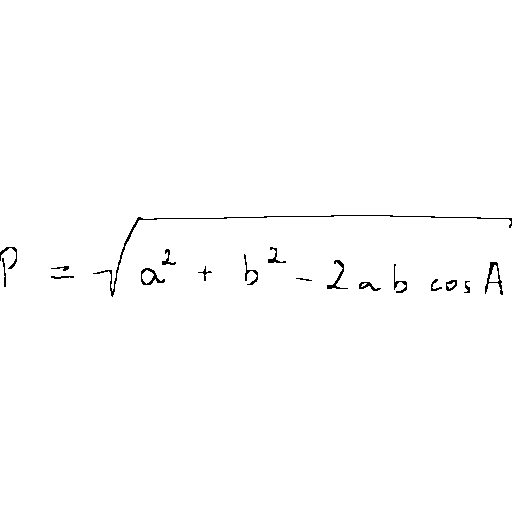 P = √(a² + b² - 2ab cos A)